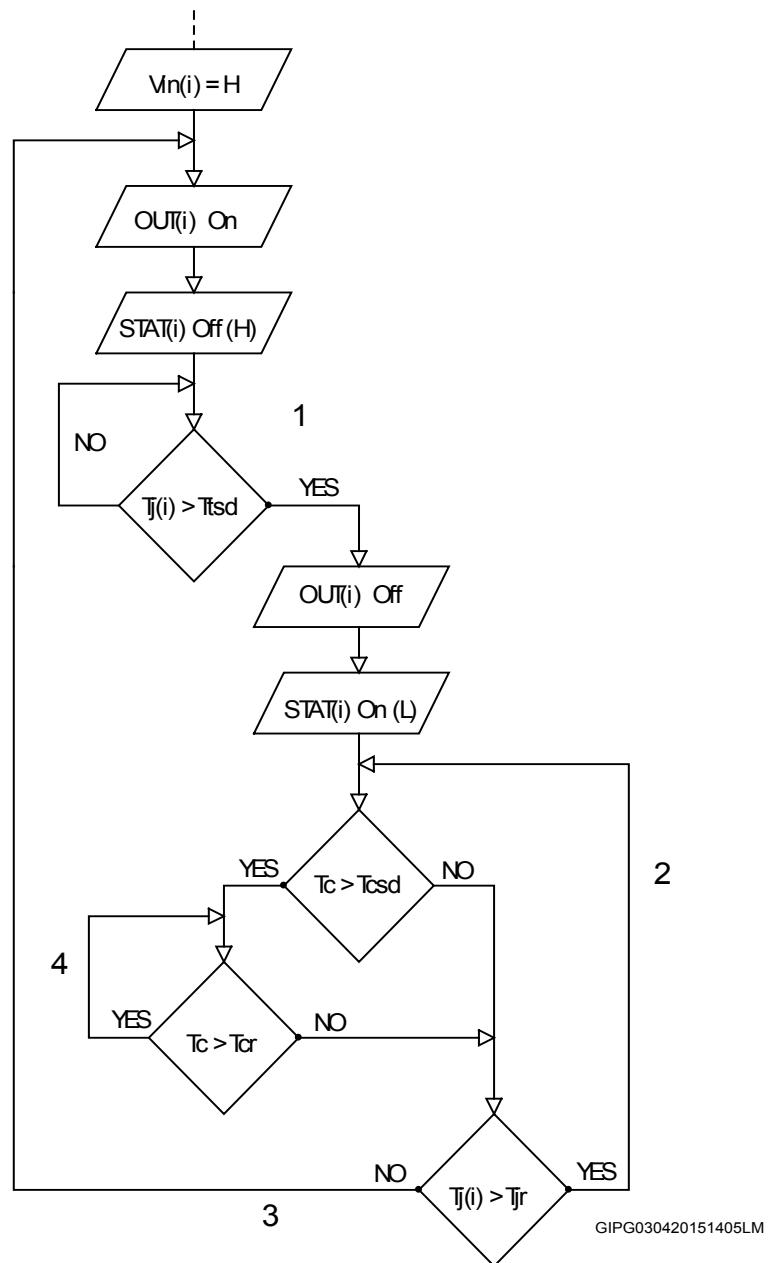 Vin(i) = H
OUT(i) On
STAT(i) Off (H)
1
NO
Tj(i) > Ttsd
YES
OUT(i) Off
STAT(i) On (L)
YES
Tc > Tcsd
NO
2
4
YES
Tc > Tcr
NO
NO
Tj(i) > Tjr
YES
3
GIPG030420151405LM